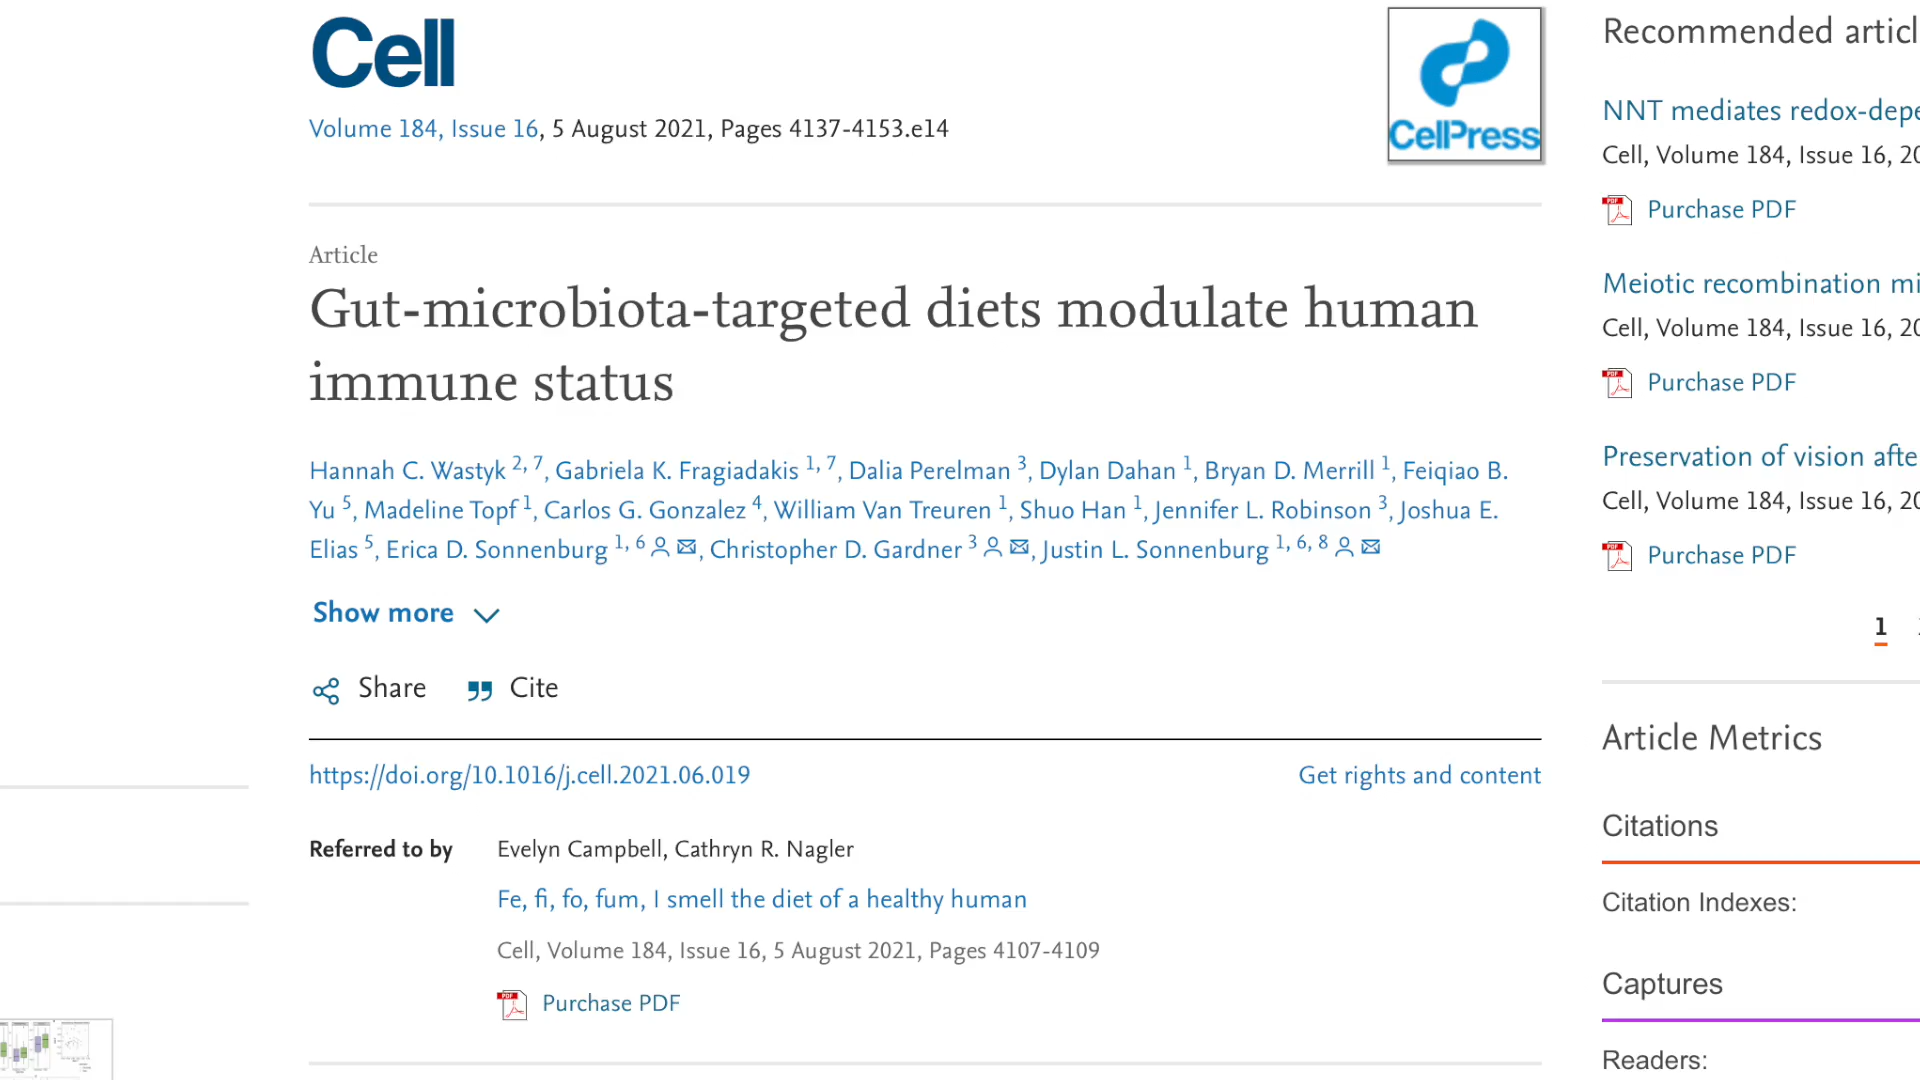 Cell
Volume 184, Issue 16, 5 August 2021, Pages 4137-4153.e14
CellPress
Article
Gut-microbiota-targeted diets modulate human
immune status
Hannah C. Wastyk 2, 7, Gabriela K. Fragiadakis 1, 7, Dalia Perelman 3, Dylan Dahan 1, Bryan D. Merrill 1, Feiqiao B.
Yu 5, Madeline Topf 1, Carlos G. Gonzalez 4, William Van Treuren 1, Shuo Han 1, Jennifer L. Robinson 3, Joshua E.
Elias 5, Erica D. Sonnenburg 1, 6, Christopher D. Gardner 3, Justin L. Sonnenburg 1, 6, 8
Show more
Share Cite
https://doi.org/10.1016/j.cell.2021.06.019 Get rights and content
Referred to by Evelyn Campbell, Cathryn R. Nagler
Fe, fi, fo, fum, I smell the diet of a healthy human
Cell, Volume 184, Issue 16, 5 August 2021, Pages 4107-4109
PDF Purchase PDF
Recommended articl
NNT mediates redox-depe
Cell, Volume 184, Issue 16, 20
PDF Purchase PDF
Meiotic recombination mi
Cell, Volume 184, Issue 16, 20
PDF Purchase PDF
Preservation of vision afte
Cell, Volume 184, Issue 16, 20
PDF Purchase PDF
1
Article Metrics
Citations
Citation Indexes:
Captures
Readers: